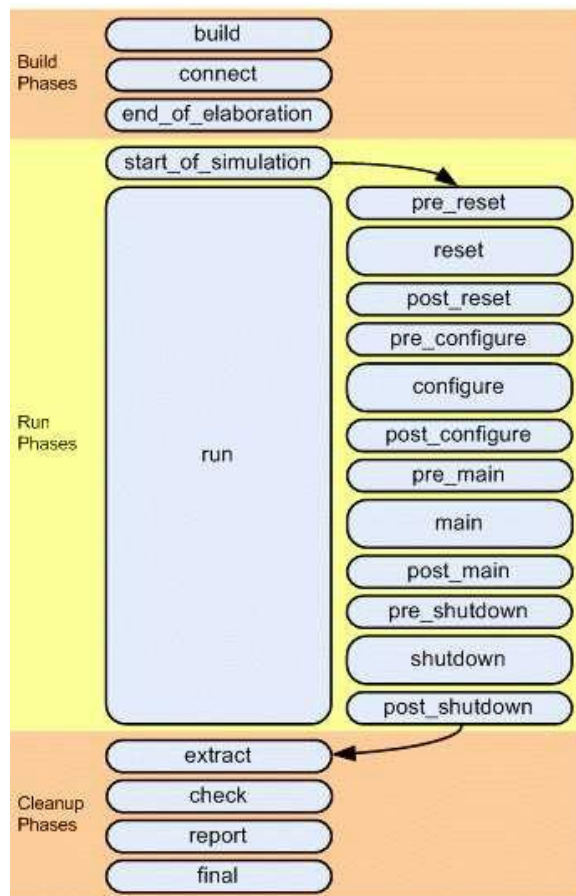 Build
Phases
build
connect
end_of_elaboration
Run
Phases
start_of_simulation
run
pre_reset
reset
post_reset
pre_configure
configure
post_configure
pre_main
main
post_main
pre_shutdown
shutdown
post_shutdown
Cleanup
Phases
extract
check
report
final